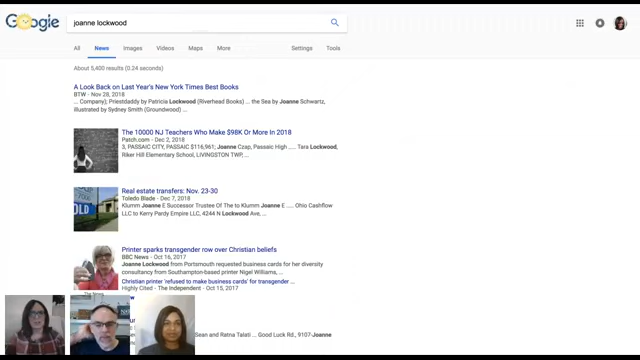 Google
joanne lockwood
All News Images Videos Maps More Settings Tools
About 5,400 results (0.24 seconds)
A Look Back on Last Year's New York Times Best Books
BTW - Nov 28, 2018
... Company); Priestdaddy by Patricia Lockwood (Riverhead Books) ... the Sea by Joanne Schwartz,
illustrated by Sydney Smith (Groundwood) ...
The 10000 NJ Teachers Who Make $98K Or More In 2018
Patch.com - Dec 2, 2018
3, PASSAIC CITY, PASSAIC $116,961; Joanne Czap, Passaic High ..... Tara Lockwood,
Riker Hill Elementary School, LIVINGSTON TWP, ...
Real estate transfers: Nov. 23-30
Toledo Blade - Dec 7, 2018
Klumm Joanne E Successor Trustee Of The to Klumm Joanne E ..... Ohio Cashflow
LLC to Kerry Pardy Empire LLC, 4244 N Lockwood Ave, ...
OLD
Printer sparks transgender row over Christian beliefs
BBC News - Oct 16, 2017
Joanne Lockwood from Portsmouth requested business cards for her diversity
consultancy from Southampton-based printer Nigel Williams, ...
Christian printer 'refused to make business cards for transgender ...
Highly Cited - The Independent - Oct 15, 2017
The News
Sean and Ratna Talati ... Good Luck Rd., 9107-Joanne